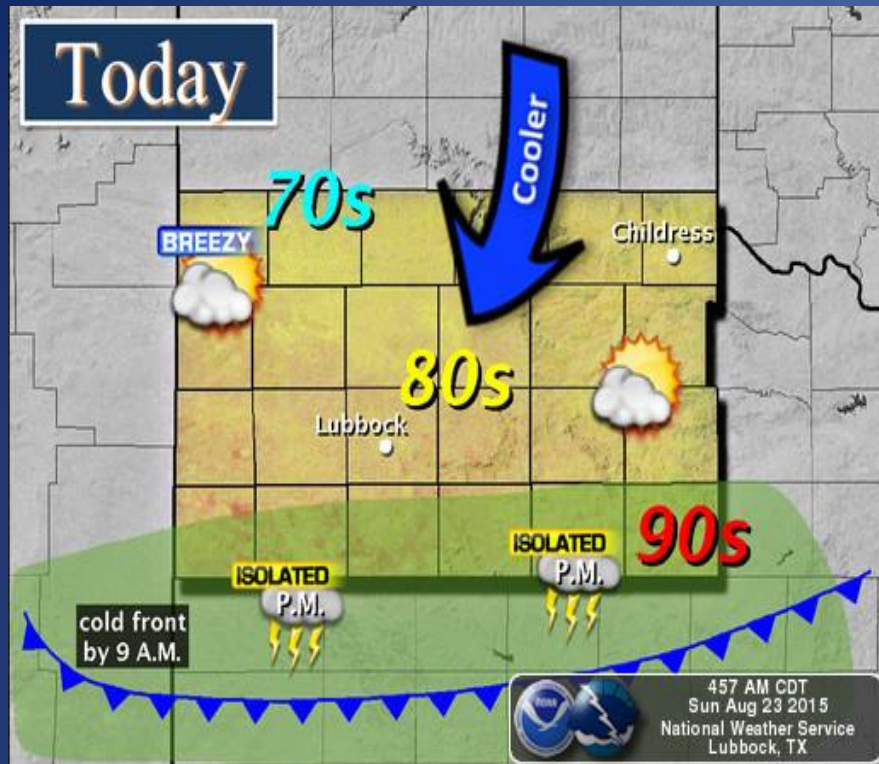 Today
Cooler
70s
BREEZY
Childress
80s
Lubbock
90s
ISOLATED
P.M.
ISOLATED
P.M.
cold front
by 9 A.M.
457 AM CDT
Sun Aug 23 2015
National Weather Service
Lubbock, TX